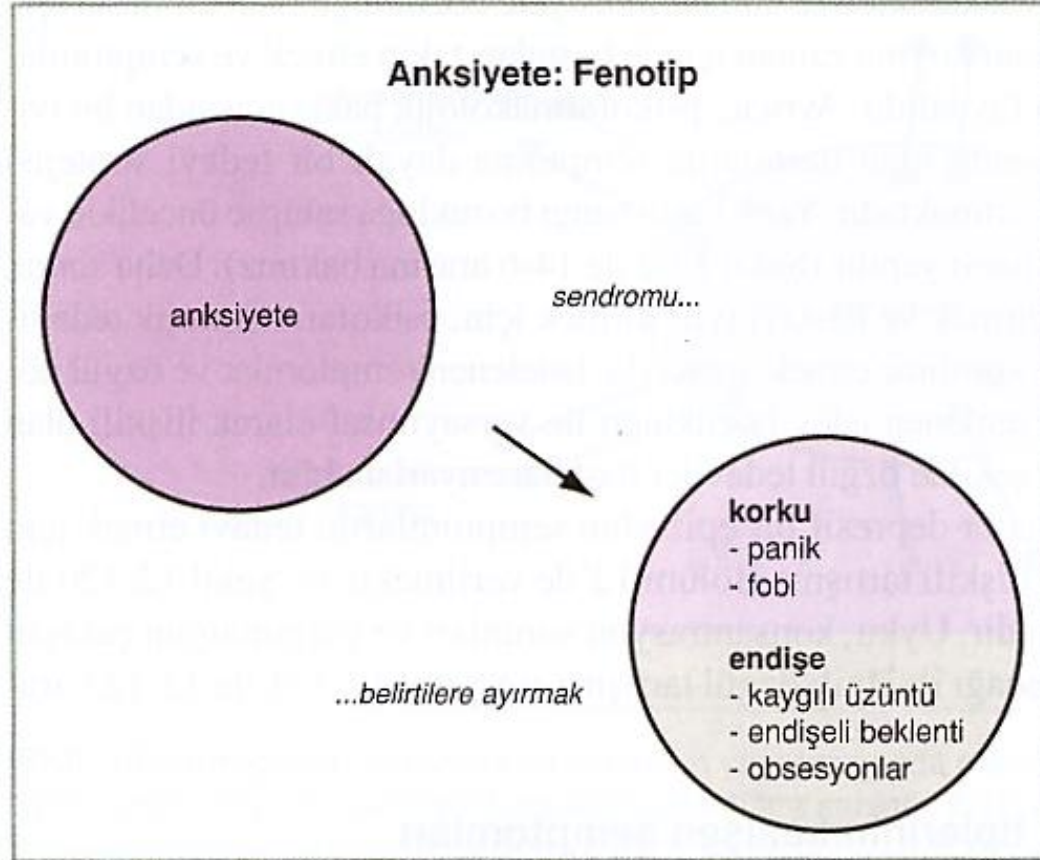 Anksiyete: Fenotip
anksiyete
sendromu...
korku
- panik
- fobi
endişe
- kaygılı üzüntü
- endişeli beklenti
- obsesyonlar
...belirtilere ayırmak